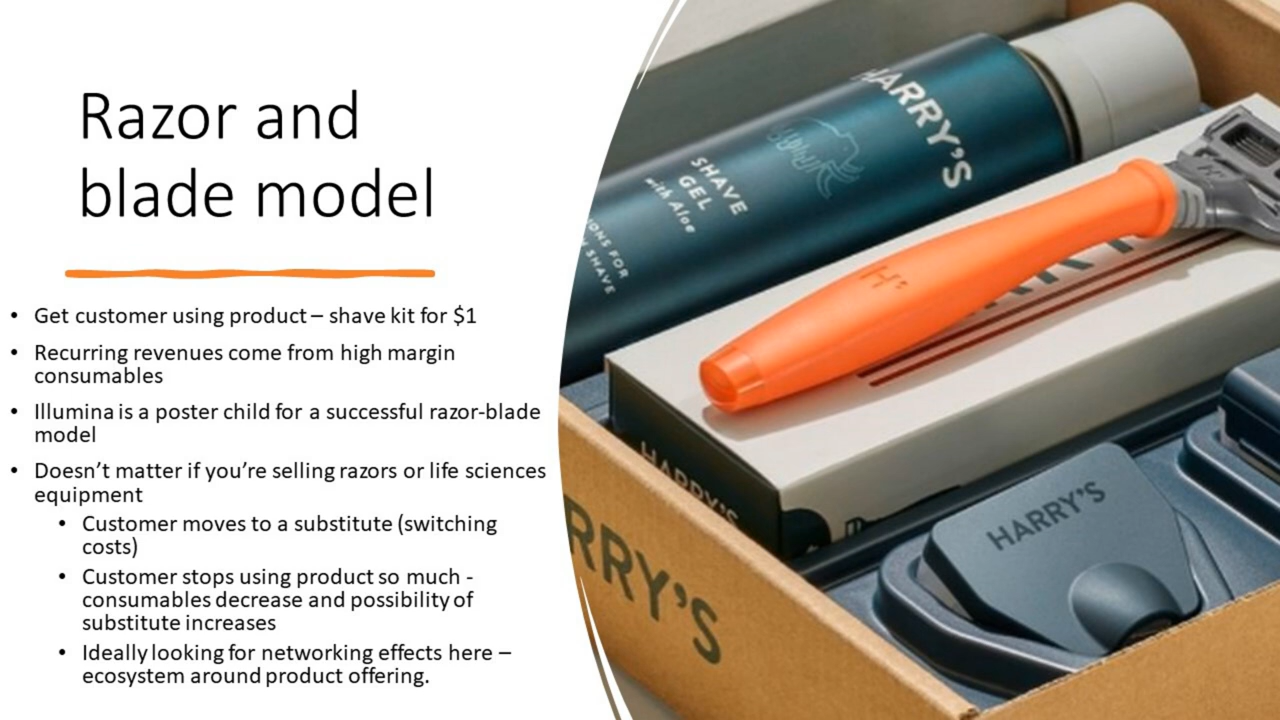 Razor and
blade model
• Get customer using product – shave kit for $1
• Recurring revenues come from high margin
consumables
• Illumina is a poster child for a successful razor-blade
model
• Doesn't matter if you're selling razors or life sciences
equipment
• Customer moves to a substitute (switching
costs)
• Customer stops using product so much -
consumables decrease and possibility of
substitute increases
• Ideally looking for networking effects here –
ecosystem around product offering.
HARRY'S
SHAVE
GEL
with Aloe
FOR
SHAVE
H'
HARRY'S
HARRY'S
RRY'S